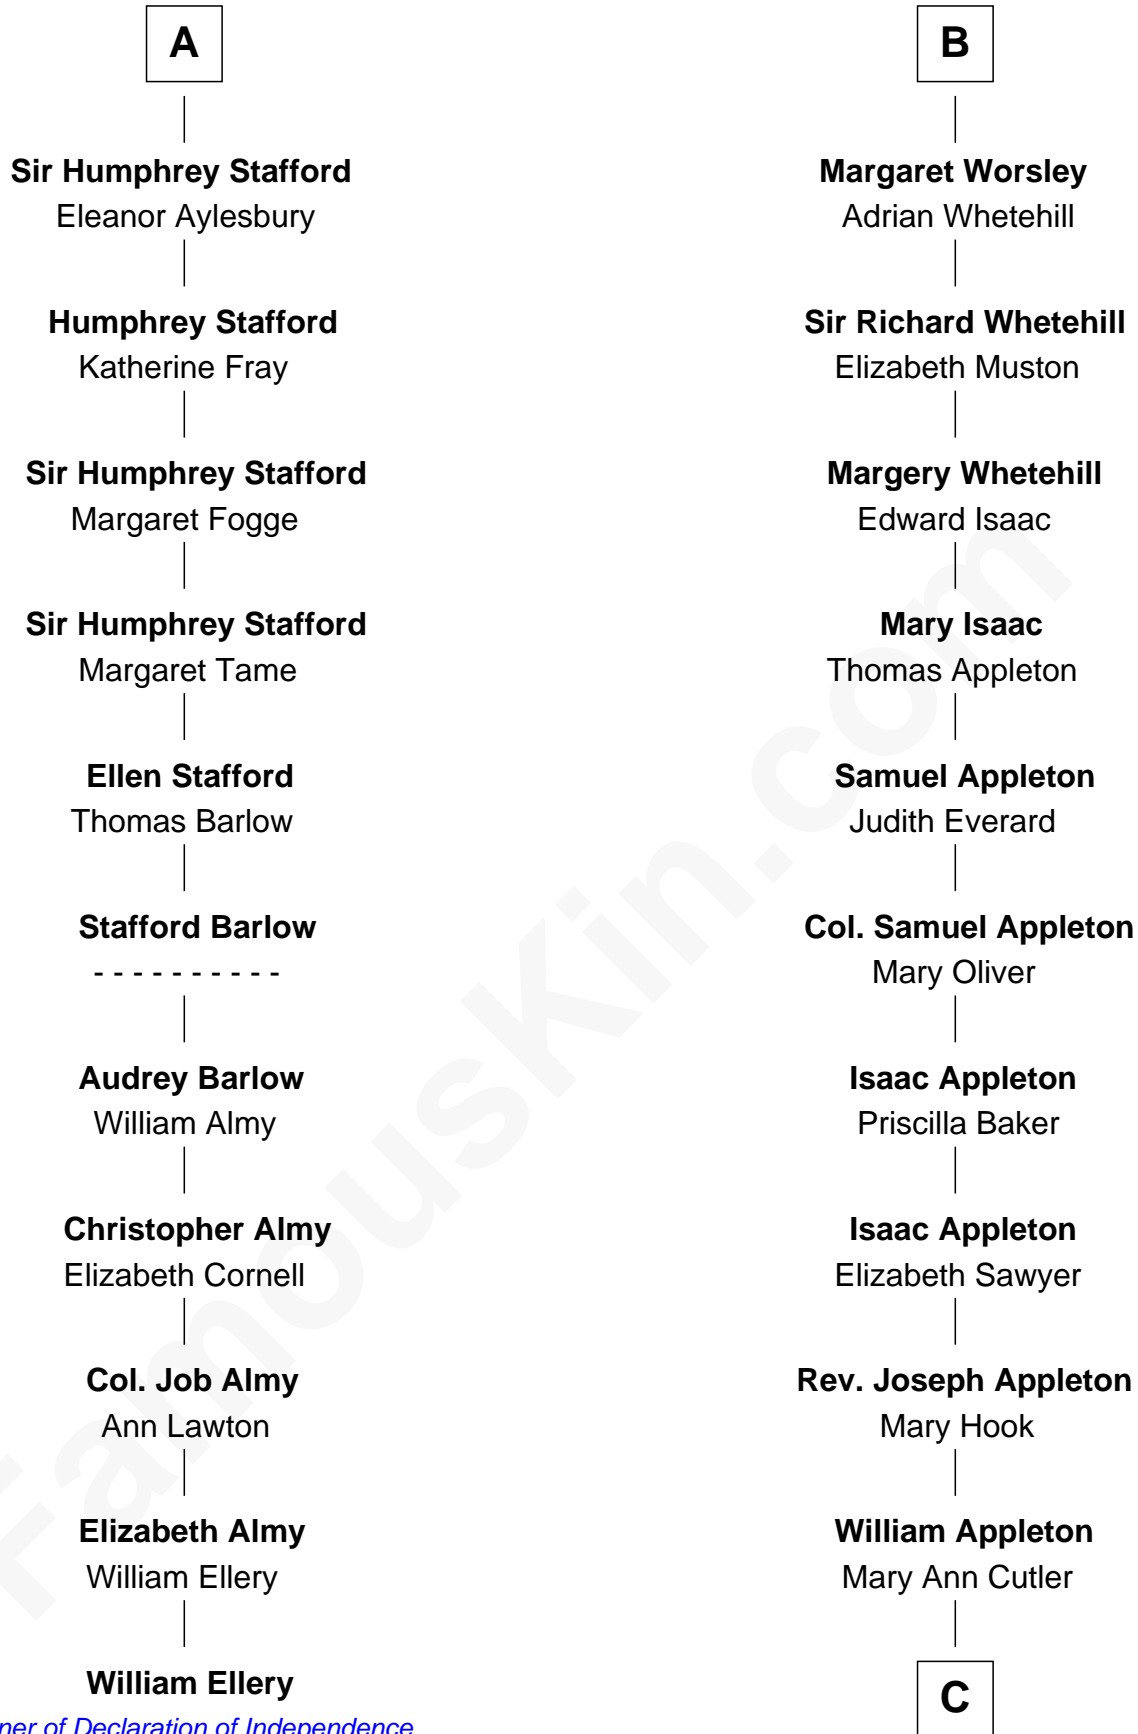 A
Sir Humphrey Stafford
Eleanor Aylesbury
Humphrey Stafford
Katherine Fray
Sir Humphrey Stafford
Margaret Fogge
Sir Humphrey Stafford
Margaret Tame
Ellen Stafford
Thomas Barlow
Stafford Barlow
- - - - - - - - - -
Audrey Barlow
William Almy
Christopher Almy
Elizabeth Cornell
Col. Job Almy
Ann Lawton
Elizabeth Almy
William Ellery
William Ellery
of Declaration of Independence
B
Margaret Worsley
Adrian Whetehill
Sir Richard Whetehill
Elizabeth Muston
Margery Whetehill
Edward Isaac
Mary Isaac
Thomas Appleton
Samuel Appleton
Judith Everard
Col. Samuel Appleton
Mary Oliver
Isaac Appleton
Priscilla Baker
Isaac Appleton
Elizabeth Sawyer
Rev. Joseph Appleton
Mary Hook
William Appleton
Mary Ann Cutler
C
FamousKin.com